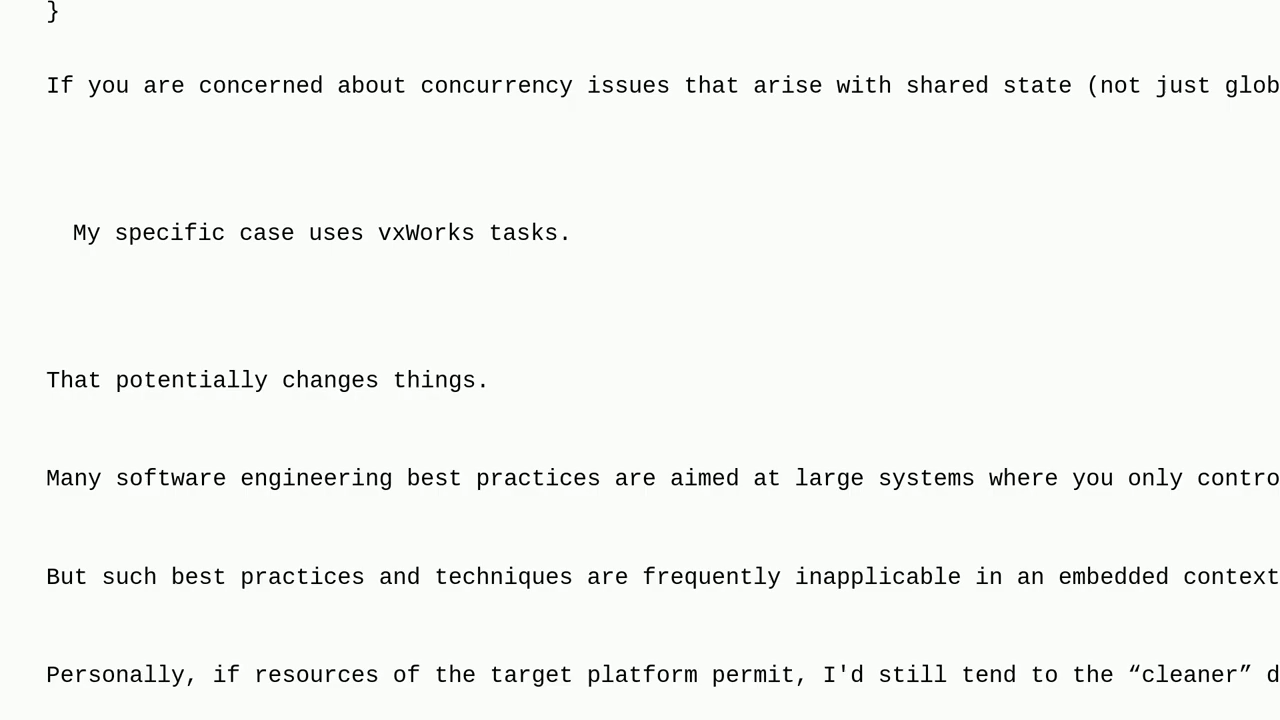 }
If you are concerned about concurrency issues that arise with shared state (not just glob
My specific case uses vxWorks tasks.
That potentially changes things.
Many software engineering best practices are aimed at large systems where you only contro
But such best practices and techniques are frequently inapplicable in an embedded context
Personally, if resources of the target platform permit, I'd still tend to the “cleaner” d